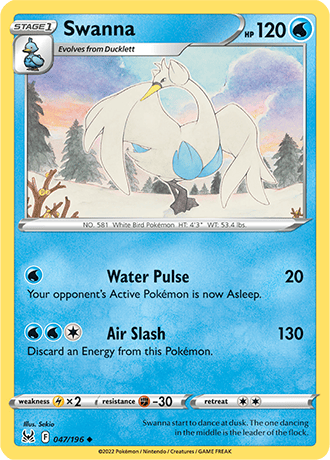 STAGE 1
Swanna
HP 120
Evolves from Ducklett
NO. 581 White Bird Pokémon HT: 4'3" WT: 53.4 lbs.
Water Pulse 20
Your opponent's Active Pokémon is now Asleep.
Air Slash 130
Discard an Energy from this Pokémon.
weakness ×2 resistance -30 retreat
Illus. Sekio
Swanna start to dance at dusk. The one dancing
in the middle is the leader of the flock.
F 047/196
©2022 Pokémon / Nintendo / Creatures / GAME FREAK